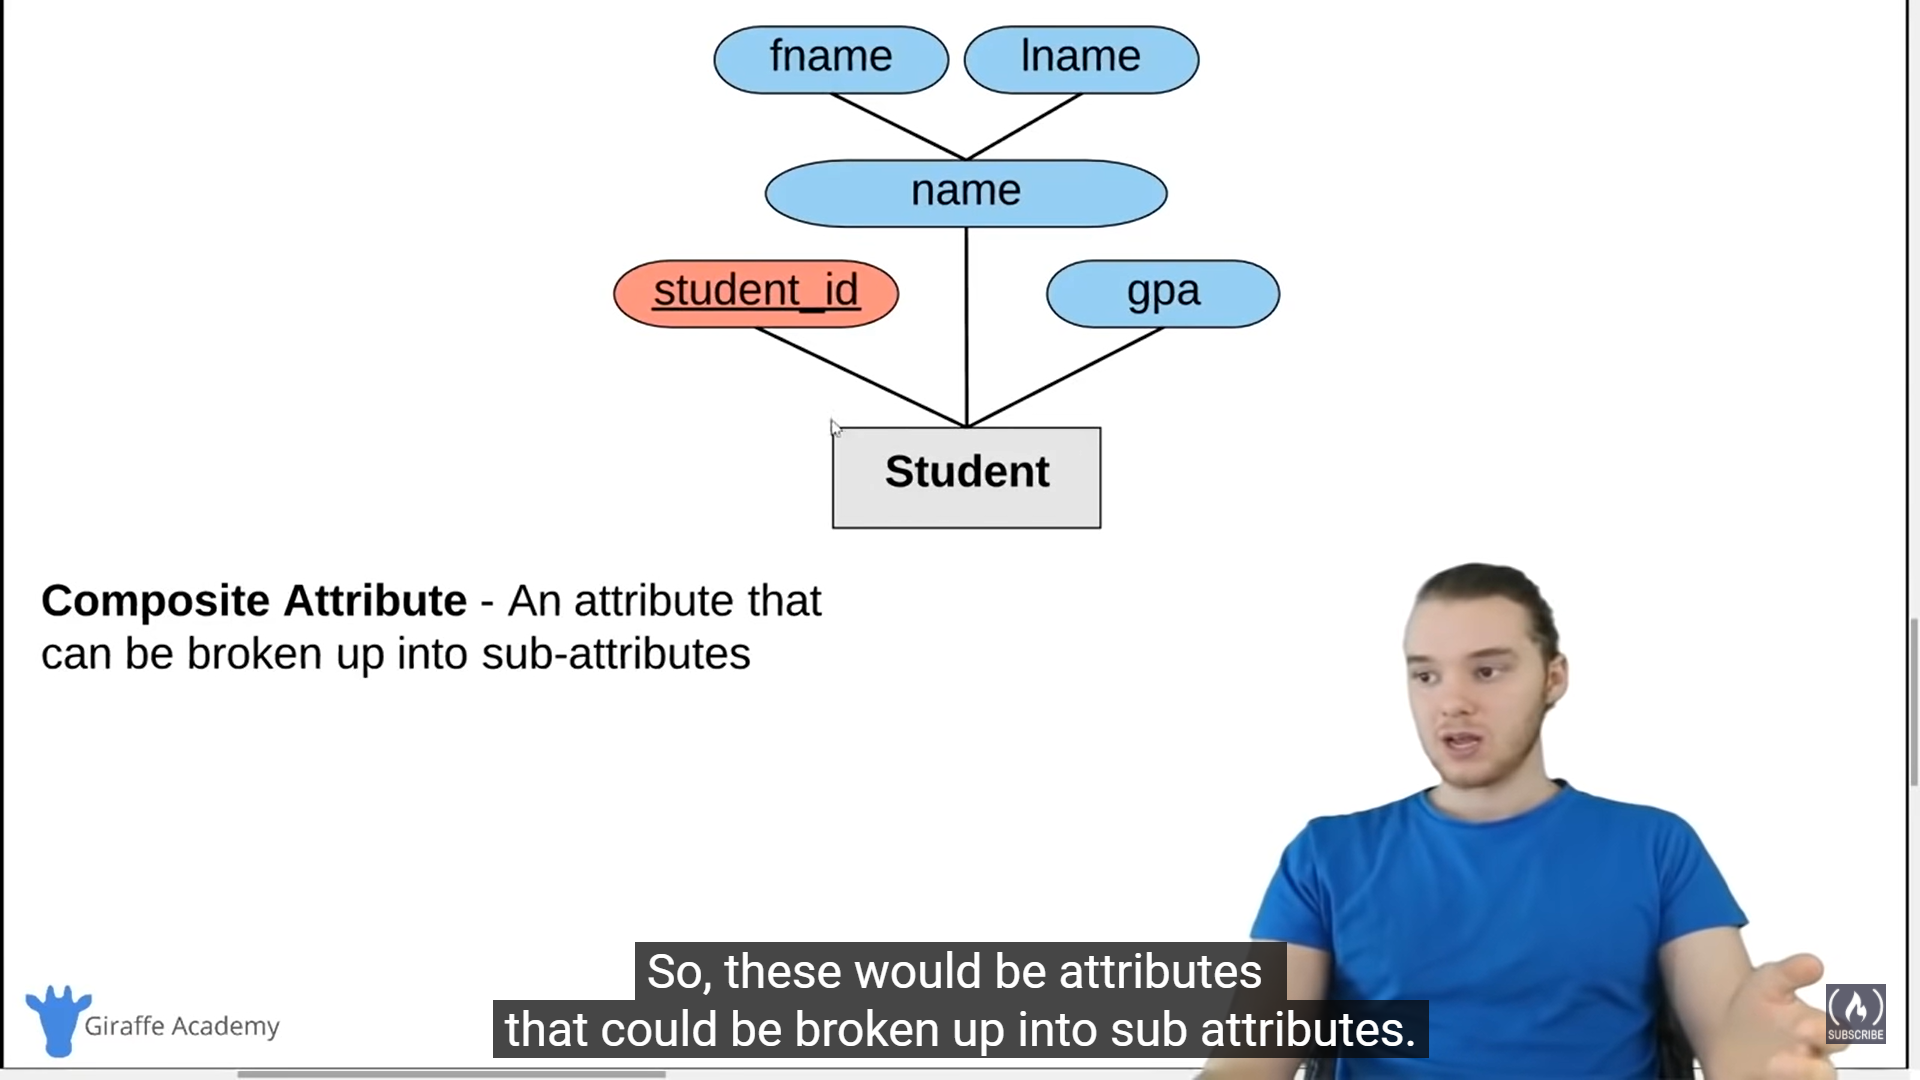 fname
lname
name
student_id
gpa
Student
Composite Attribute - An attribute that
can be broken up into sub-attributes
So, these would be attributes
that could be broken up into sub attributes.
Giraffe Academy
SUBSCRIBE